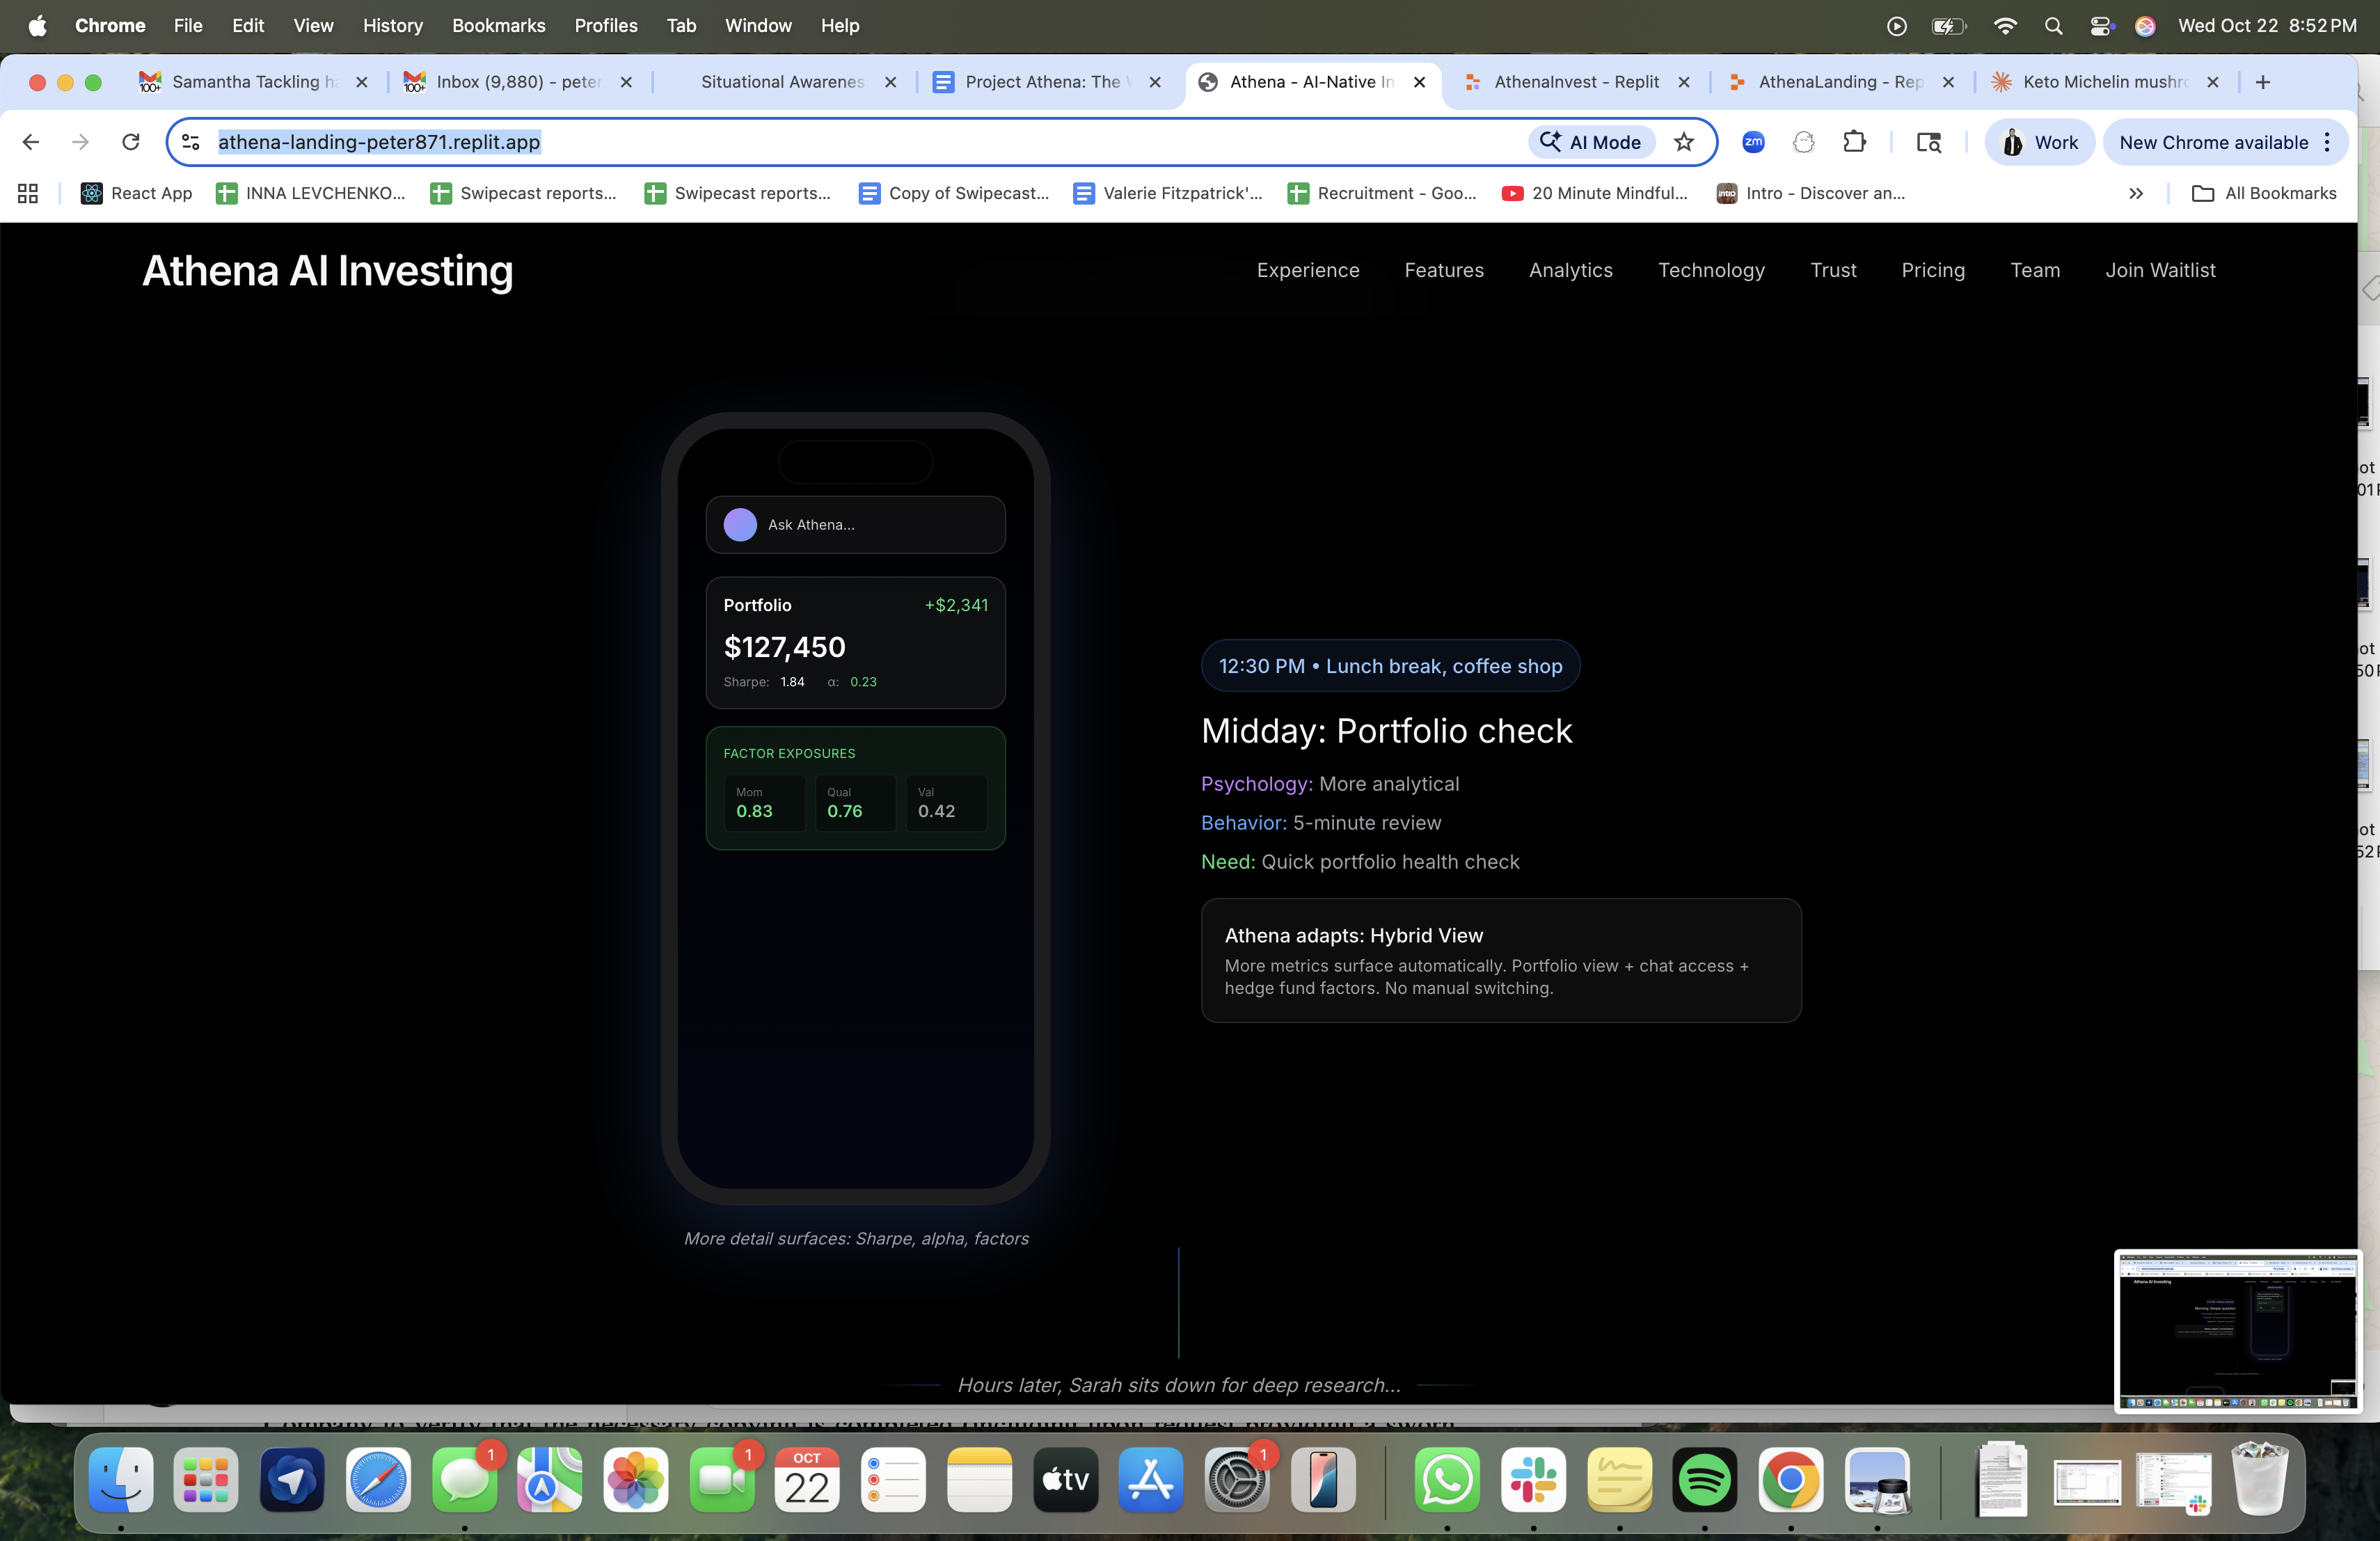 Chrome File Edit View History Bookmarks Profiles Tab Window Help Wed Oct 22 8:52 PM
Samantha Tackling ha Inbox (9,880) - peter Situational Awarenes Project Athena: The Athena - AI-Native In AthenaInvest - Replit AthenaLanding - Rep Keto Michelin mushr
athena-landing-peter871.replit.app AI Mode zm Work New Chrome available
React App INNA LEVCHENKO... Swipecast reports... Swipecast reports... Copy of Swipecast... Valerie Fitzpatrick'... Recruitment - Goo... 20 Minute Mindful... Intro - Discover an... All Bookmarks
Athena AI Investing Experience Features Analytics Technology Trust Pricing Team Join Waitlist
Ask Athena...
Portfolio +$2,341
$127,450
Sharpe: 1.84 α: 0.23
FACTOR EXPOSURES
Mom Qual Val
0.83 0.76 0.42
More detail surfaces: Sharpe, alpha, factors
12:30 PM • Lunch break, coffee shop
Midday: Portfolio check
Psychology: More analytical
Behavior: 5-minute review
Need: Quick portfolio health check
Athena adapts: Hybrid View
More metrics surface automatically. Portfolio view + chat access +
hedge fund factors. No manual switching.
Hours later, Sarah sits down for deep research...
Athena AI Investing
1 1 OCT 22 tv 1